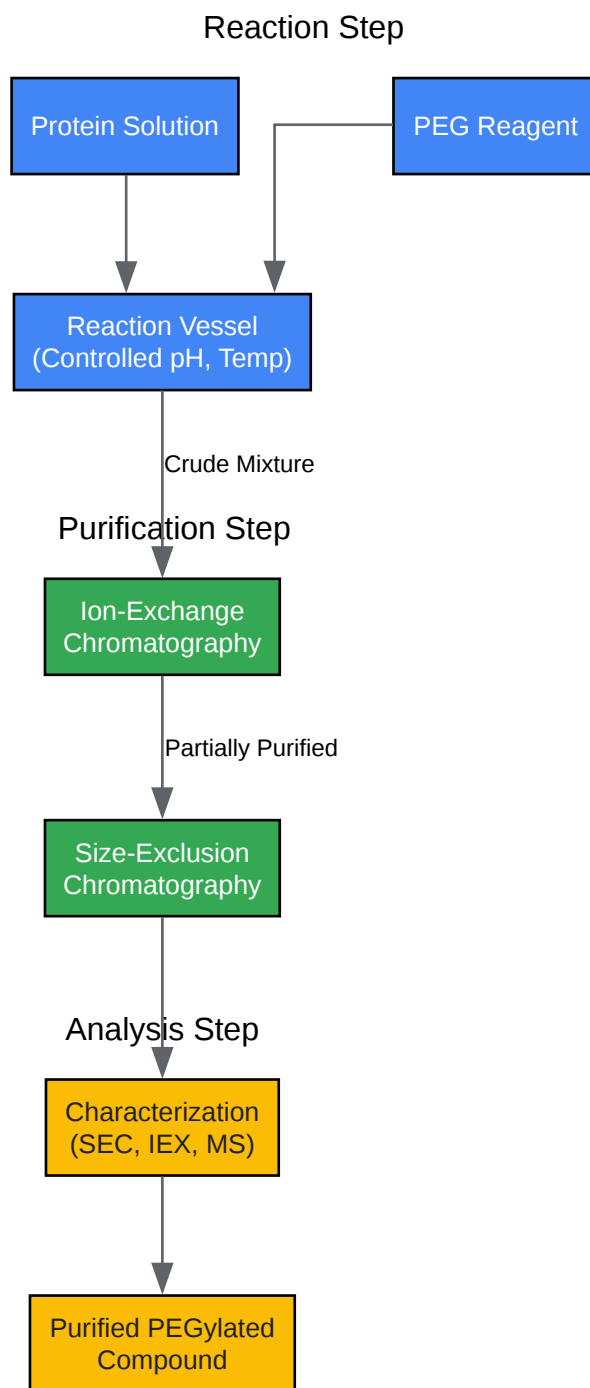 Reaction Step
Protein Solution
PEG Reagent
Reaction Vessel
(Controlled pH, Temp)
Crude Mixture
Purification Step
Ion-Exchange
Chromatography
Partially Purified
Size-Exclusion
Chromatography
Analysis Step
Characterization
(SEC, IEX, MS)
Purified PEGylated
Compound